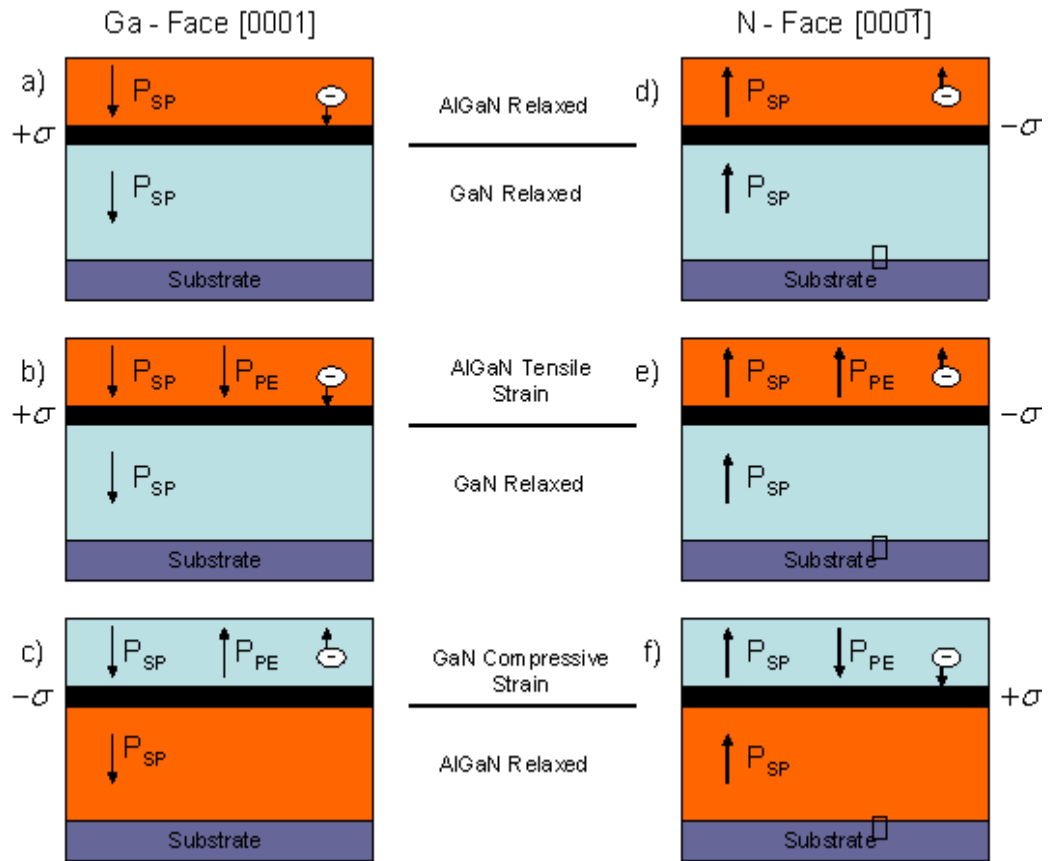 Ga - Face [0001]
N - Face [0001̅]
a)
P_SP
-
+σ
P_SP
Substrate
AlGaN Relaxed
GaN Relaxed
d)
P_SP
-
-σ
P_SP
Substrate
b)
P_SP
P_PE
-
+σ
P_SP
Substrate
AlGaN Tensile
Strain
GaN Relaxed
e)
P_SP
P_PE
-
-σ
P_SP
Substrate
c)
P_SP
P_PE
-
-σ
P_SP
Substrate
GaN Compressive
Strain
AlGaN Relaxed
f)
P_SP
P_PE
-
+σ
P_SP
Substrate